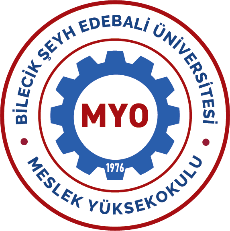 BİLECİK ŞEYH EDEBALİ ÜNİVERSİTESİ
MYO
1976
MESLEK YÜKSEKOKULU